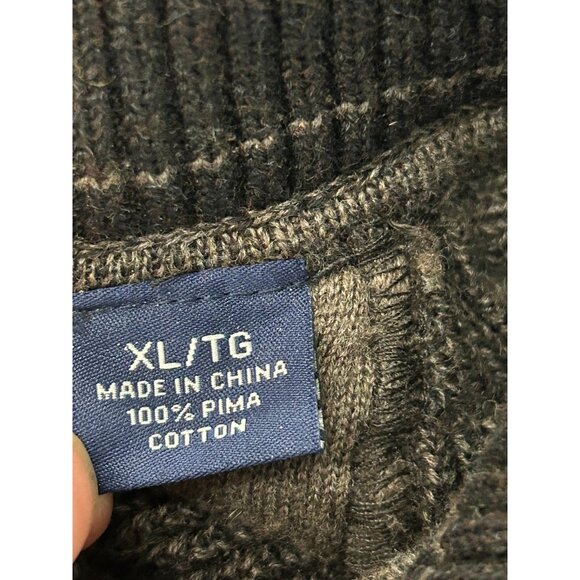 XL/TG
MADE IN CHINA
100% PIMA
COTTON